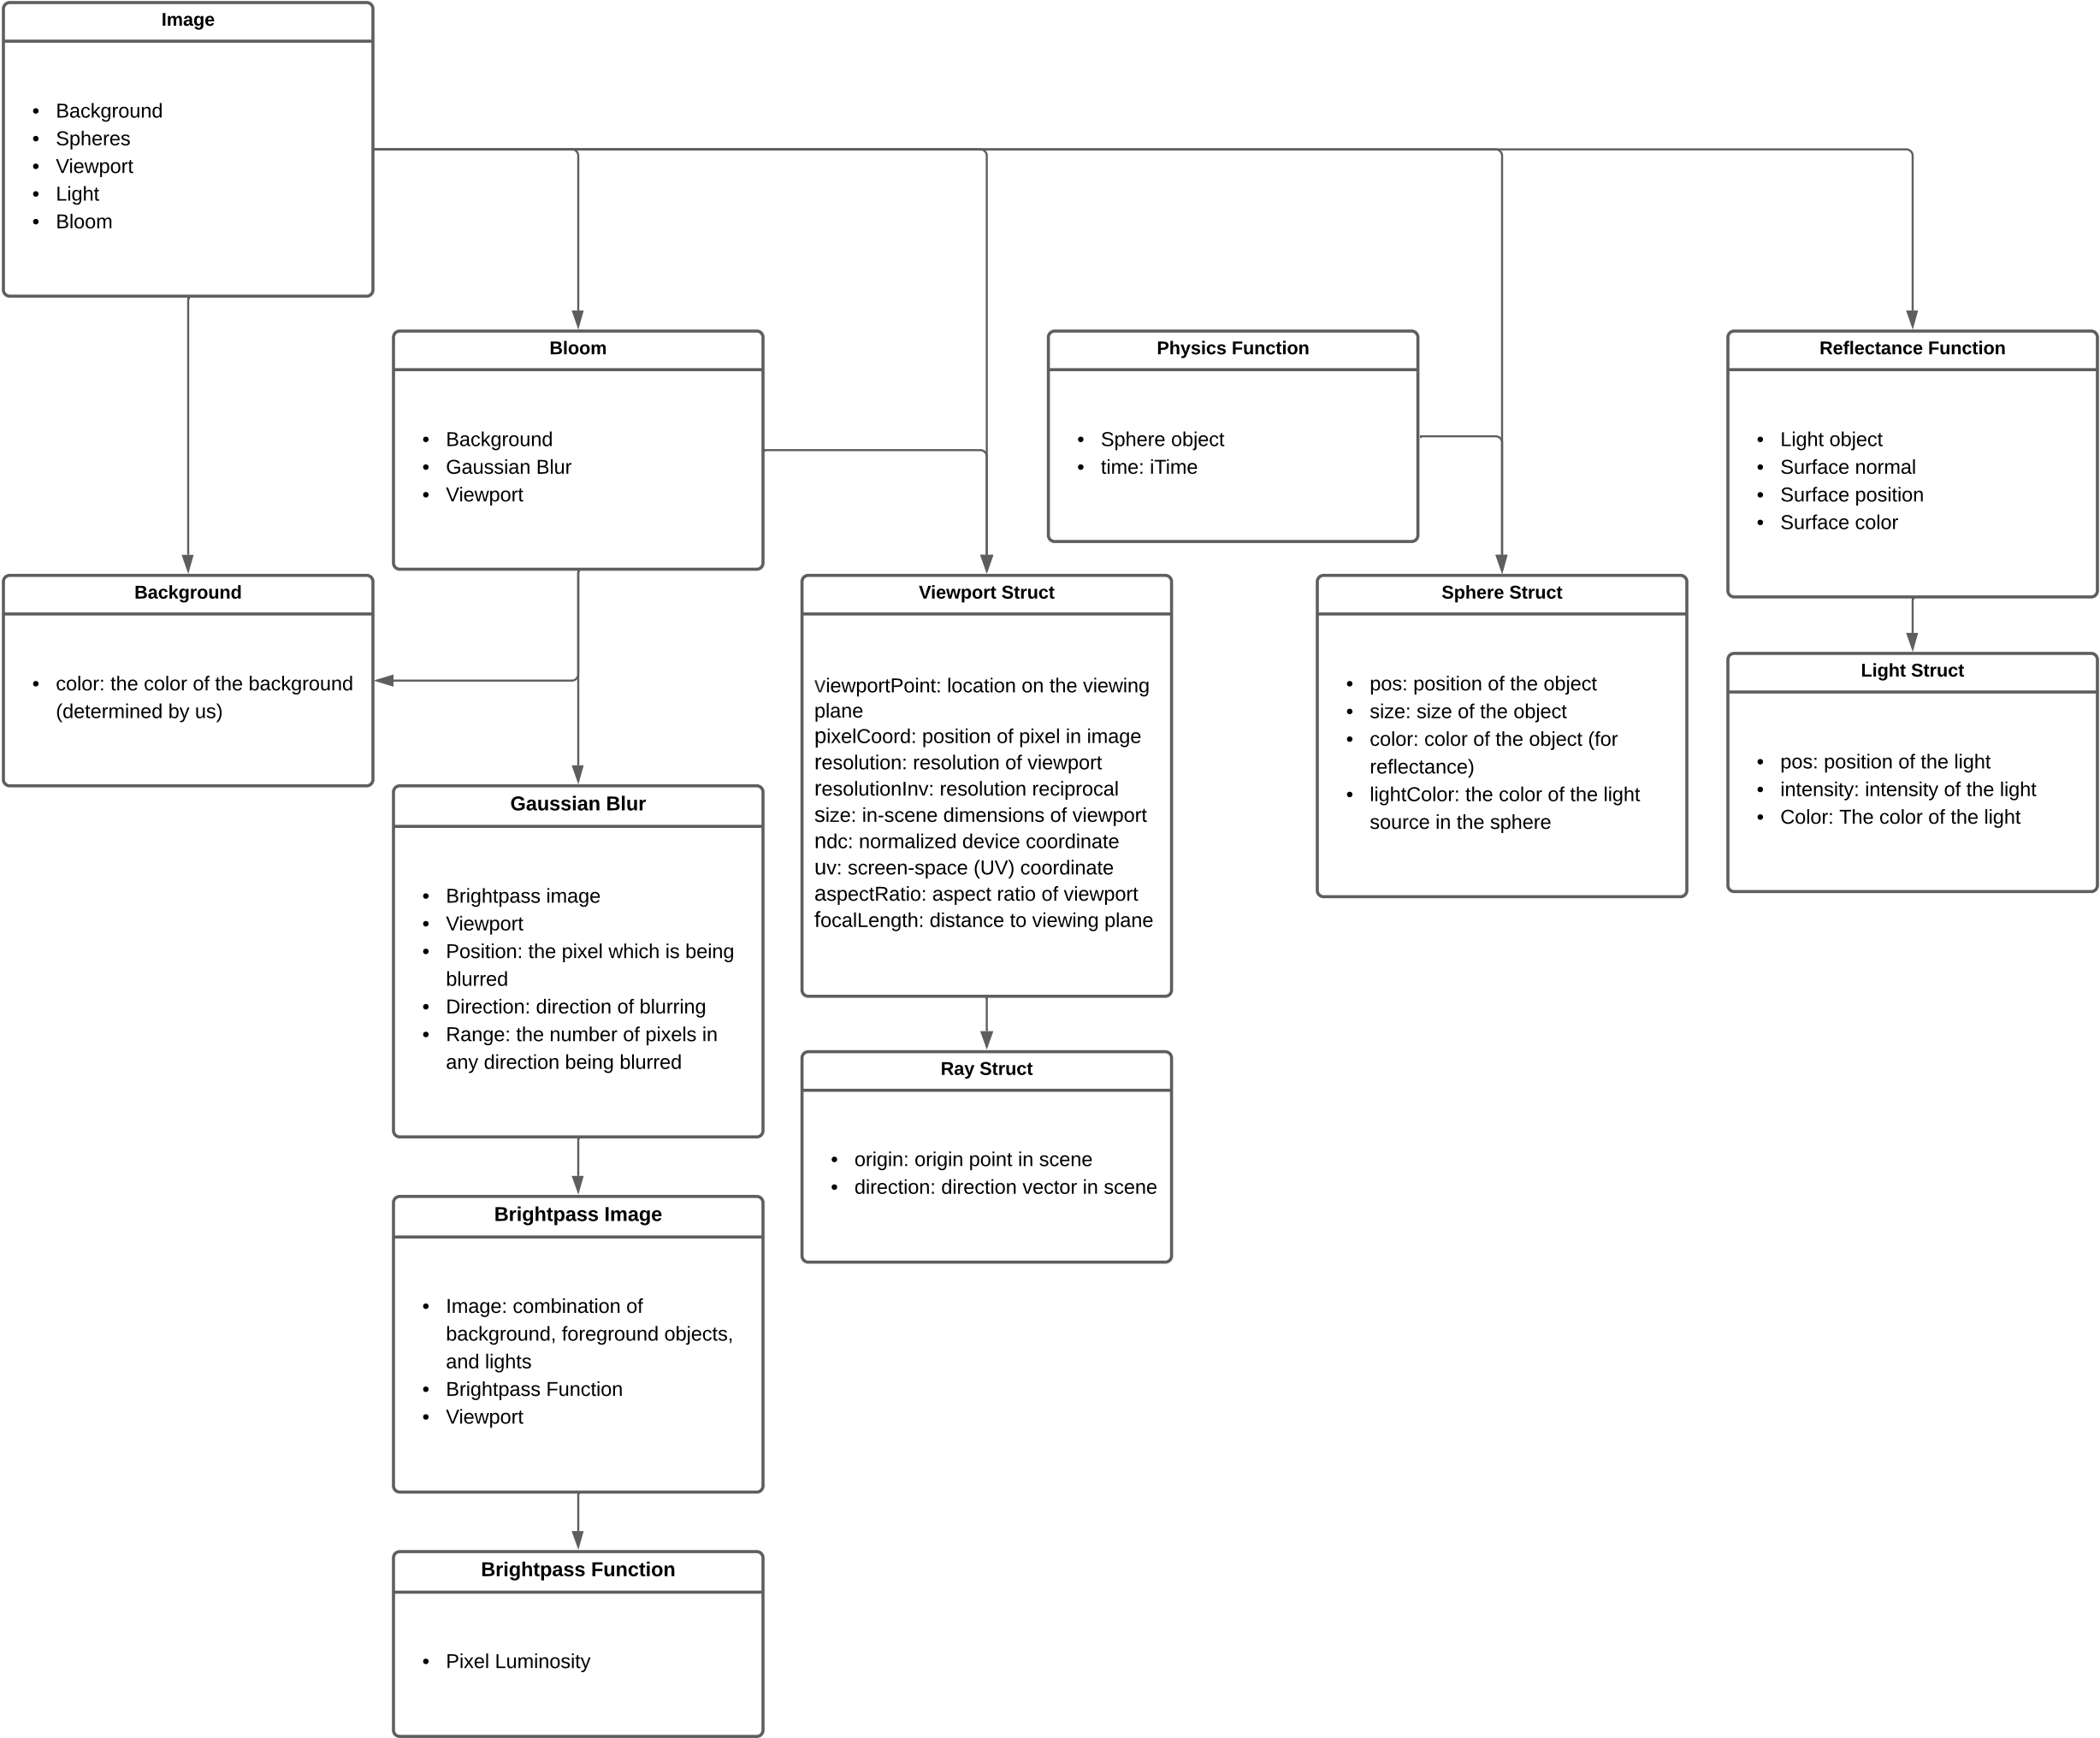 Image
• Background
• Spheres
• Viewport
• Light
• Bloom
Bloom
• Background
• Gaussian Blur
• Viewport
Physics Function
• Sphere object
• time: iTime
Reflectance Function
• Light object
• Surface normal
• Surface position
• Surface color
Background
• color: the color of the background
(determined by us)
Viewport Struct
ViewportPoint: location on the viewing
plane
pixelCoord: position of pixel in image
resolution: resolution of viewport
resolutionInv: resolution reciprocal
size: in-scene dimensions of viewport
ndc: normalized device coordinate
uv: screen-space (UV) coordinate
aspectRatio: aspect ratio of viewport
focalLength: distance to viewing plane
Sphere Struct
• pos: position of the object
• size: size of the object
• color: color of the object (for
reflectance)
• lightColor: the color of the light
source in the sphere
Light Struct
• pos: position of the light
• intensity: intensity of the light
• Color: The color of the light
Gaussian Blur
• Brightpass image
• Viewport
• Position: the pixel which is being
blurred
• Direction: direction of blurring
• Range: the number of pixels in
any direction being blurred
Ray Struct
• origin: origin point in scene
• direction: direction vector in scene
Brightpass Image
• Image: combination of
background, foreground objects,
and lights
• Brightpass Function
• Viewport
Brightpass Function
• Pixel Luminosity